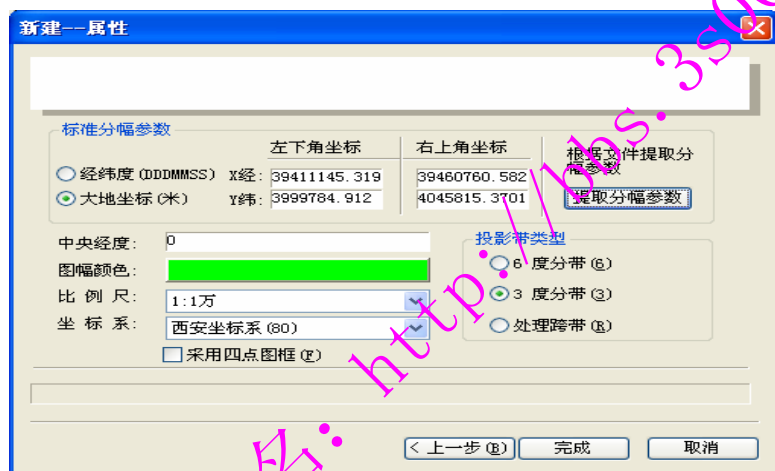 新建--属性
标准分幅参数
左下角坐标 右上角坐标
根据文件提取分幅参数
经纬度(DDDMMSS) X经: 39411145.319 39460760.582
大地坐标(米) Y纬: 3999784.912 4045815.3701 提取分幅参数
中央经度: 0
投影带类型
图幅颜色:
6 度分带(6)
比 例 尺: 1:1万
3 度分带(3)
坐 标 系: 西安坐标系(80)
处理跨带(R)
采用四点图框(F)
<上一步(B) 完成 取消
http://bbs.3s